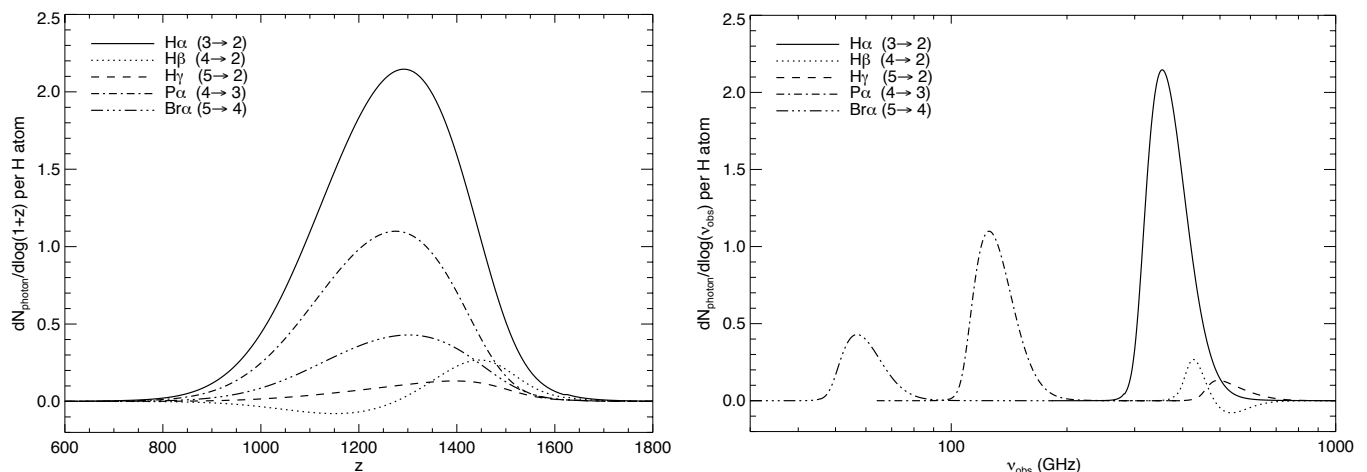 2.5
2.0
1.5
1.0
0.5
0.0
dN_photon/dlog(1+z) per H atom
Hα (3→2)
Hβ (4→2)
Hγ (5→2)
Pα (4→3)
Brα (5→4)
600 800 1000 1200 1400 1600 1800
z
2.5
2.0
1.5
1.0
0.5
0.0
dN_photon/dlog(ν_obs) per H atom
Hα (3→2)
Hβ (4→2)
Hγ (5→2)
Pα (4→3)
Brα (5→4)
100 1000
ν_obs (GHz)